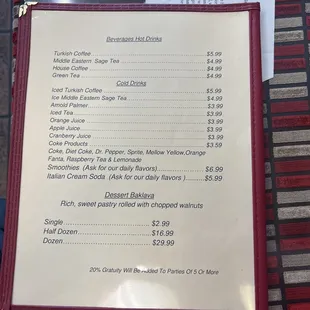 Beverages Hot Drinks
Turkish Coffee $5.99
Middle Eastern Sage Tea $4.99
House Coffee $4.99
Green Tea $4.99
Cold Drinks
Iced Turkish Coffee $5.99
Ice Middle Eastern Sage Tea $4.99
Arnold Palmer $3.99
Iced Tea $3.99
Orange Juice $3.99
Apple Juice $3.99
Cranberry Juice $3.99
Coke Products $3.59
Coke, Diet Coke, Dr. Pepper, Sprite, Mellow Yellow,Orange
Fanta, Raspberry Tea & Lemonade
Smoothies (Ask for our daily flavors) $6.99
Italian Cream Soda (Ask for our daily flavors ) $5.99
Dessert Baklava
Rich, sweet pastry rolled with chopped walnuts
Single $2.99
Half Dozen $16.99
Dozen $29.99
20% Gratuity Will Be Added To Parties Of 5 Or More